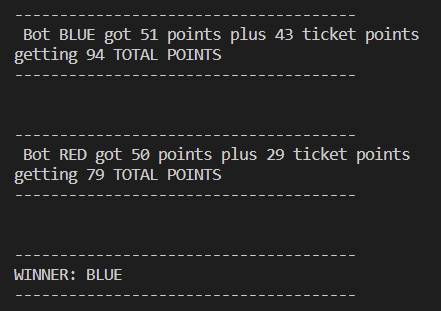 --------------------------------------
Bot BLUE got 51 points plus 43 ticket points
getting 94 TOTAL POINTS
--------------------------------------
--------------------------------------
Bot RED got 50 points plus 29 ticket points
getting 79 TOTAL POINTS
--------------------------------------
--------------------------------------
WINNER: BLUE
--------------------------------------